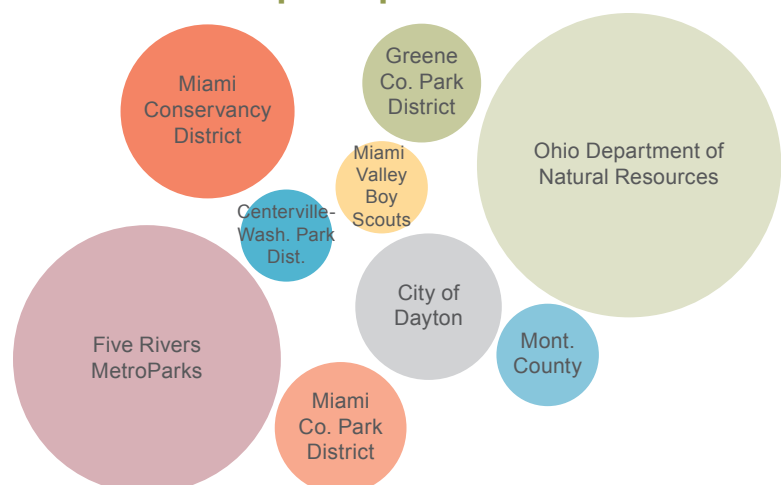 Miami
Conservancy
District
Greene
Co. Park
District
Ohio Department of
Natural Resources
Miami
Valley
Boy
Scouts
Centerville-
Wash. Park
Dist.
City of
Dayton
Five Rivers
MetroParks
Mont.
County
Miami
Co. Park
District